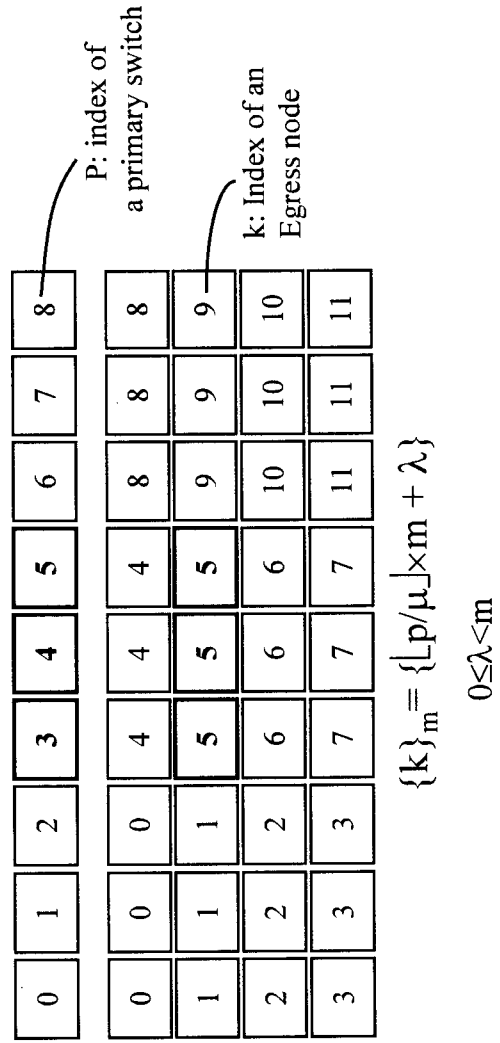 0 1 2 3 4 5 6 7 8
P: index of
a primary switch
0 0 0 4 4 4 8 8 8
1 1 1 5 5 5 9 9 9
k: Index of an
Egress node
2 2 2 6 6 6 10 10 10
3 3 3 7 7 7 11 11 11
{k}m = {⌊p/μ⌋×m + λ}
0≤λ<m